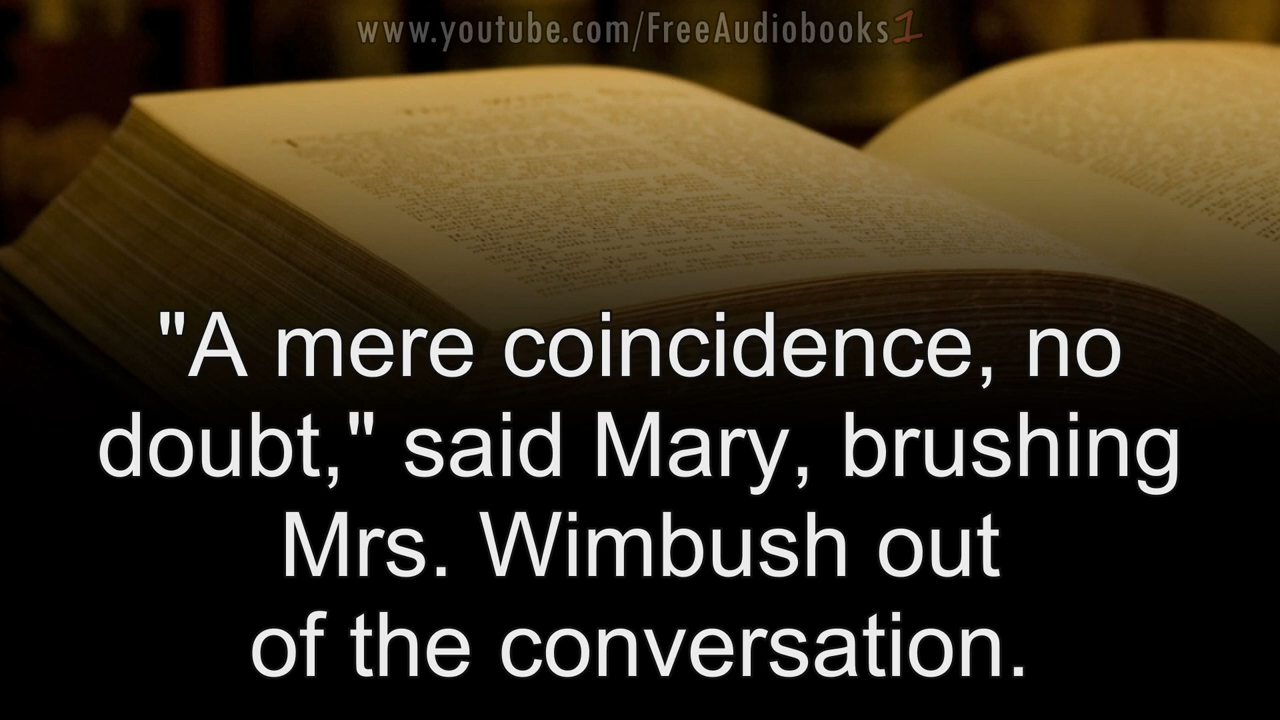 www.youtube.com/FreeAudiobooks1
"A mere coincidence, no
doubt," said Mary, brushing
Mrs. Wimbush out
of the conversation.